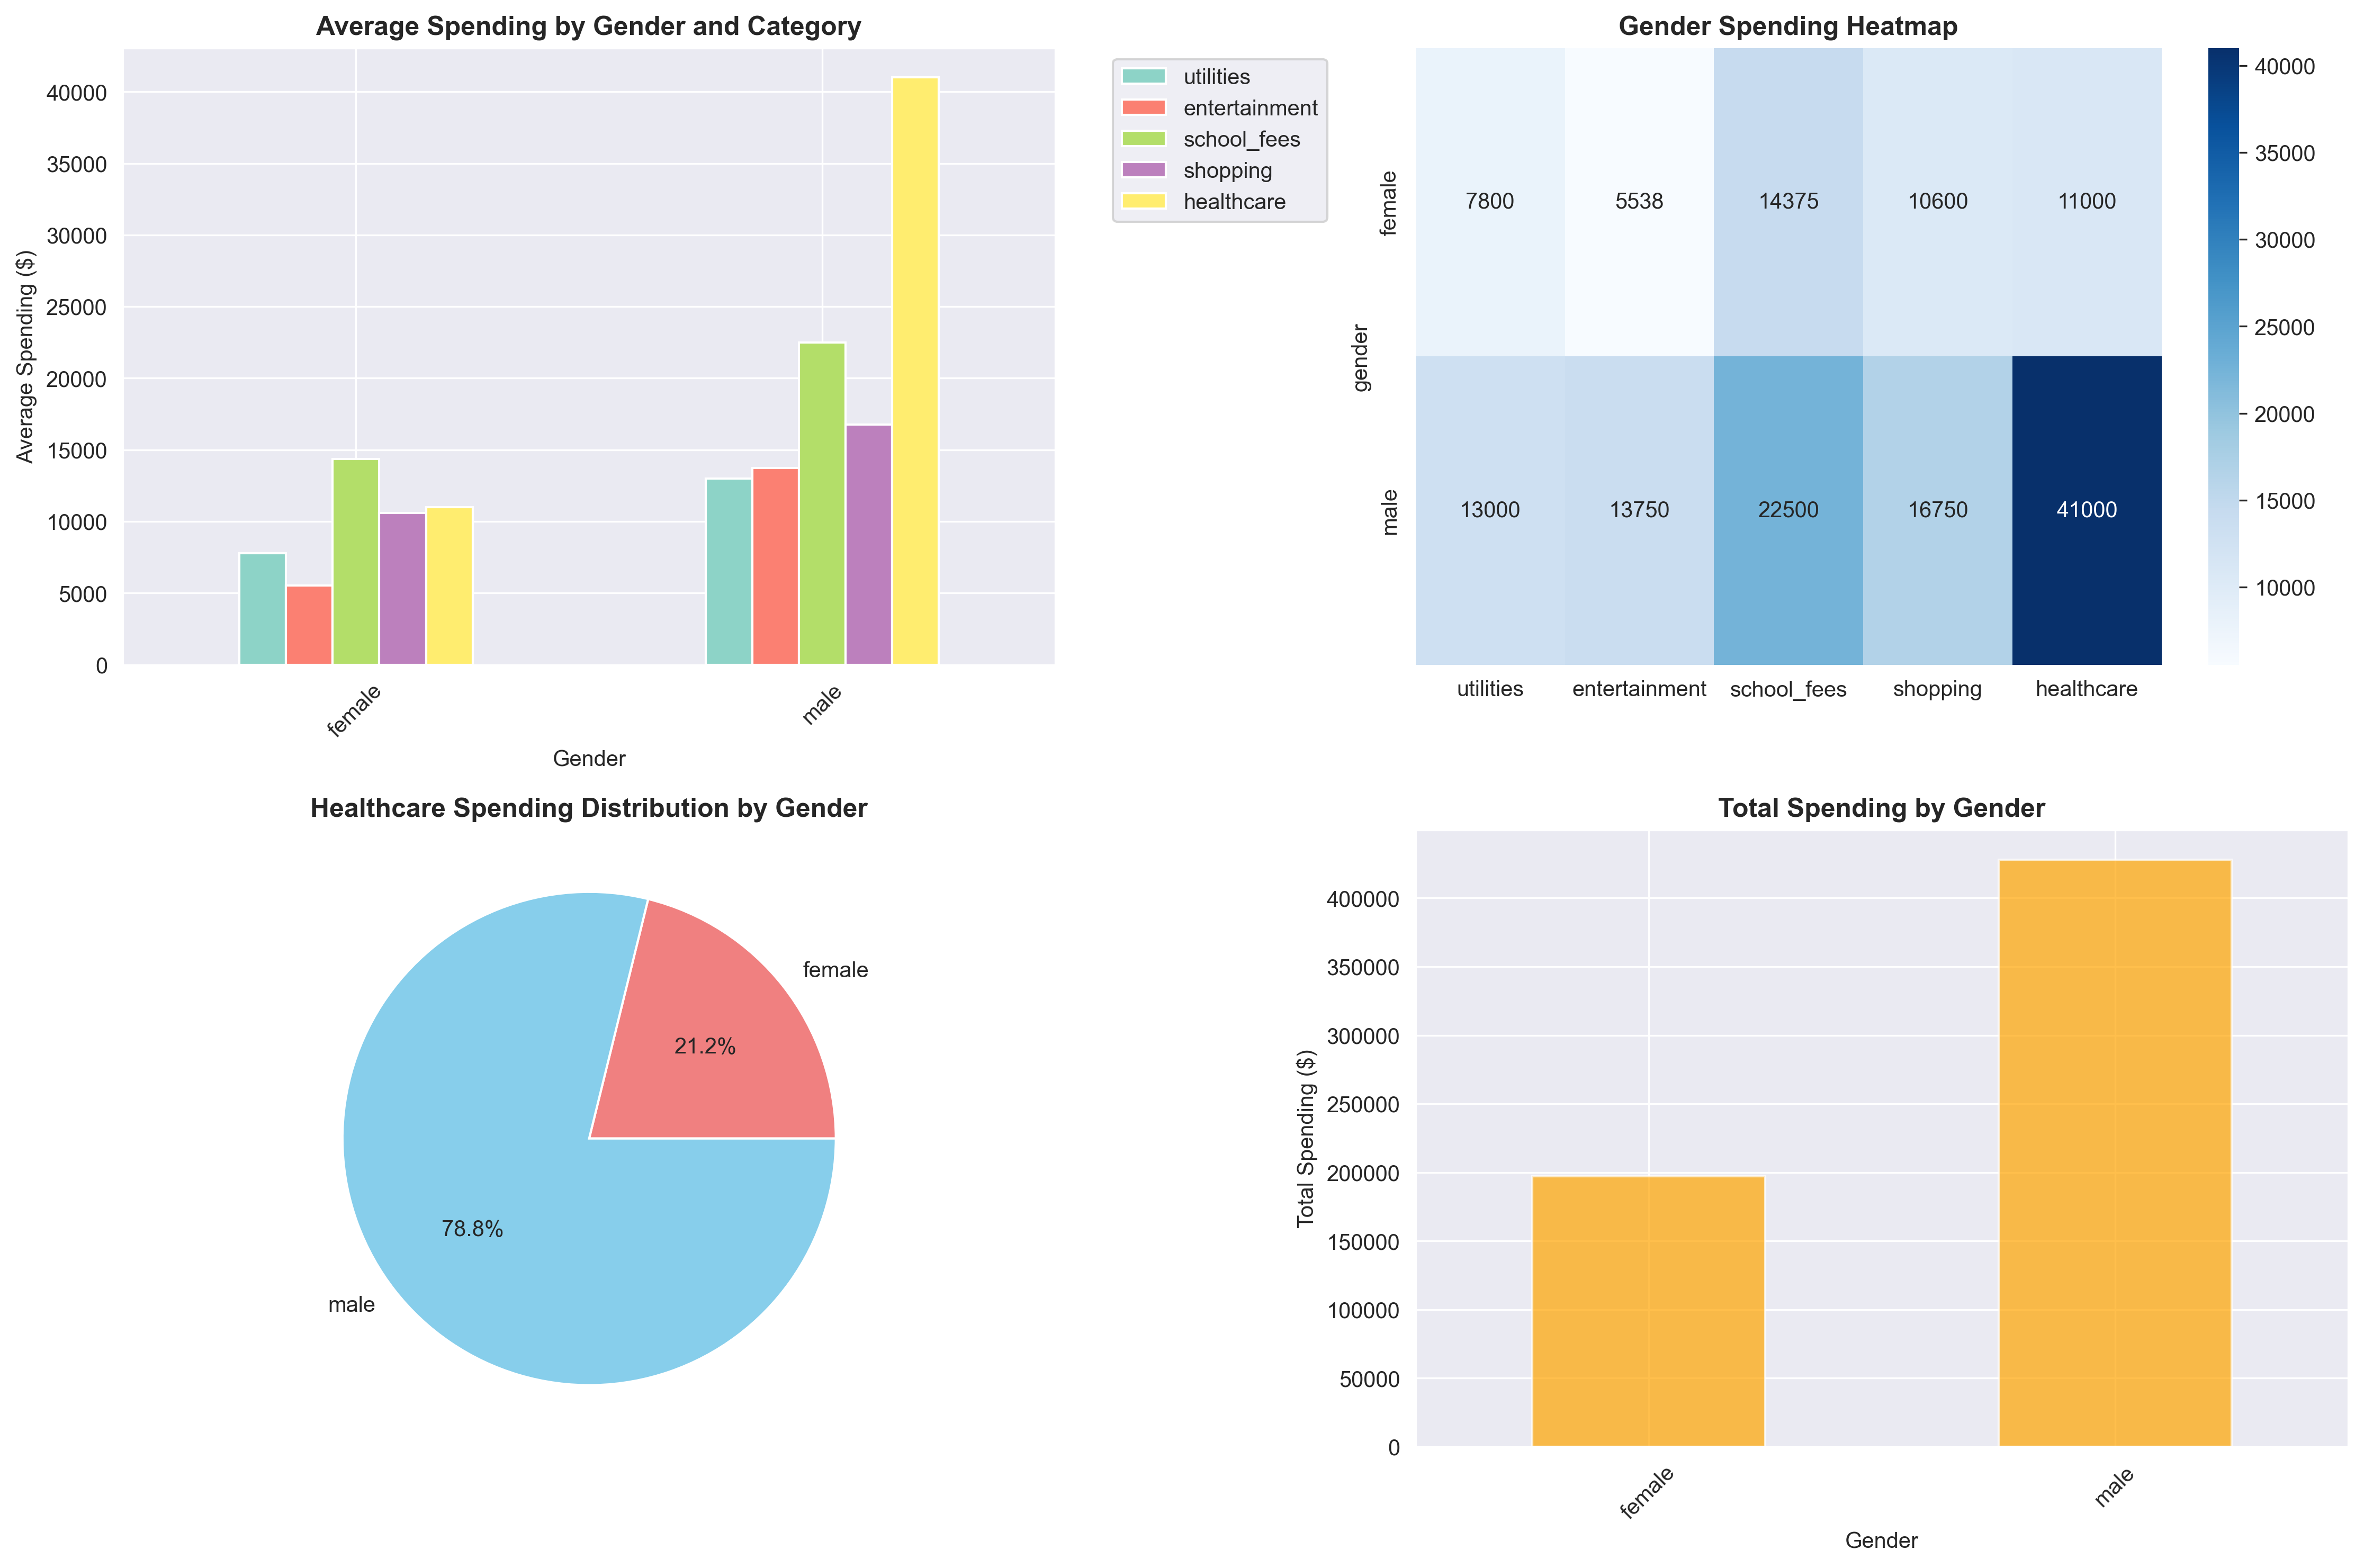 Average Spending by Gender and Category
Average Spending ($)
40000
35000
30000
25000
20000
15000
10000
5000
0
female
male
Gender
utilities
entertainment
school_fees
shopping
healthcare
Gender Spending Heatmap
gender
female
male
7800 5538 14375 10600 11000
13000 13750 22500 16750 41000
utilities entertainment school_fees shopping healthcare
40000
35000
30000
25000
20000
15000
10000
Healthcare Spending Distribution by Gender
female
21.2%
78.8%
male
Total Spending by Gender
Total Spending ($)
400000
350000
300000
250000
200000
150000
100000
50000
0
female
male
Gender